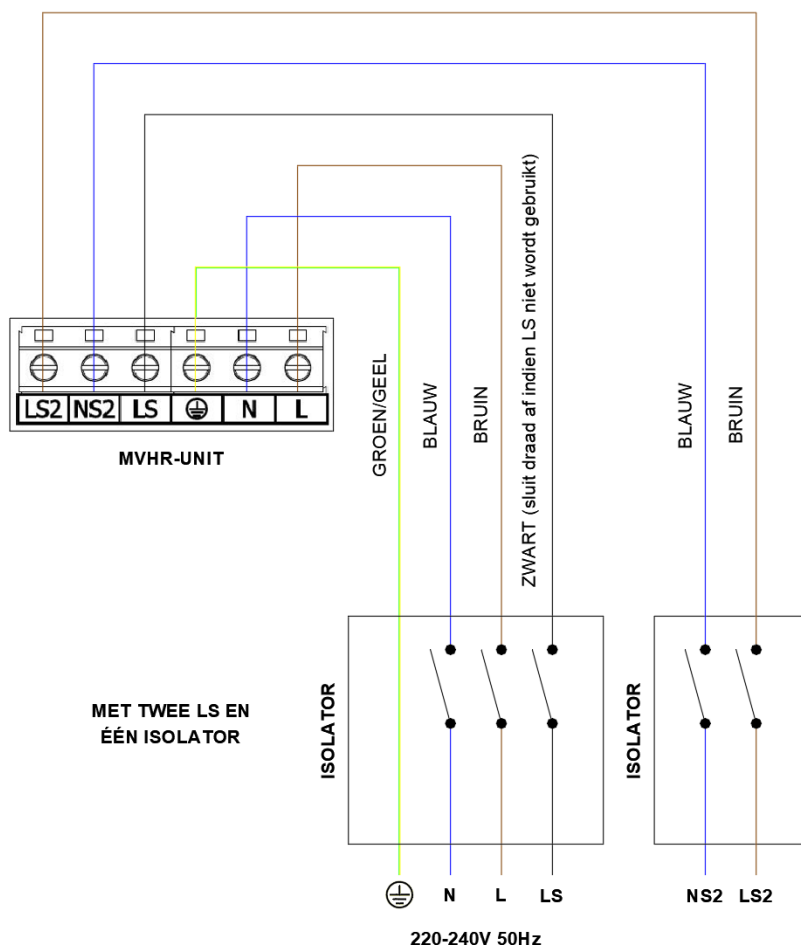 LS2 NS2 LS N L
MVHR-UNIT
GROEN/GEEL
BLAUW
BRUIN
ZWART (sluit draad af indien LS niet wordt gebruikt)
BLAUW
BRUIN
MET TWEE LS EN
ÉÉN ISOLATOR
ISOLATOR
ISOLATOR
N L LS NS2 LS2
220-240V 50Hz